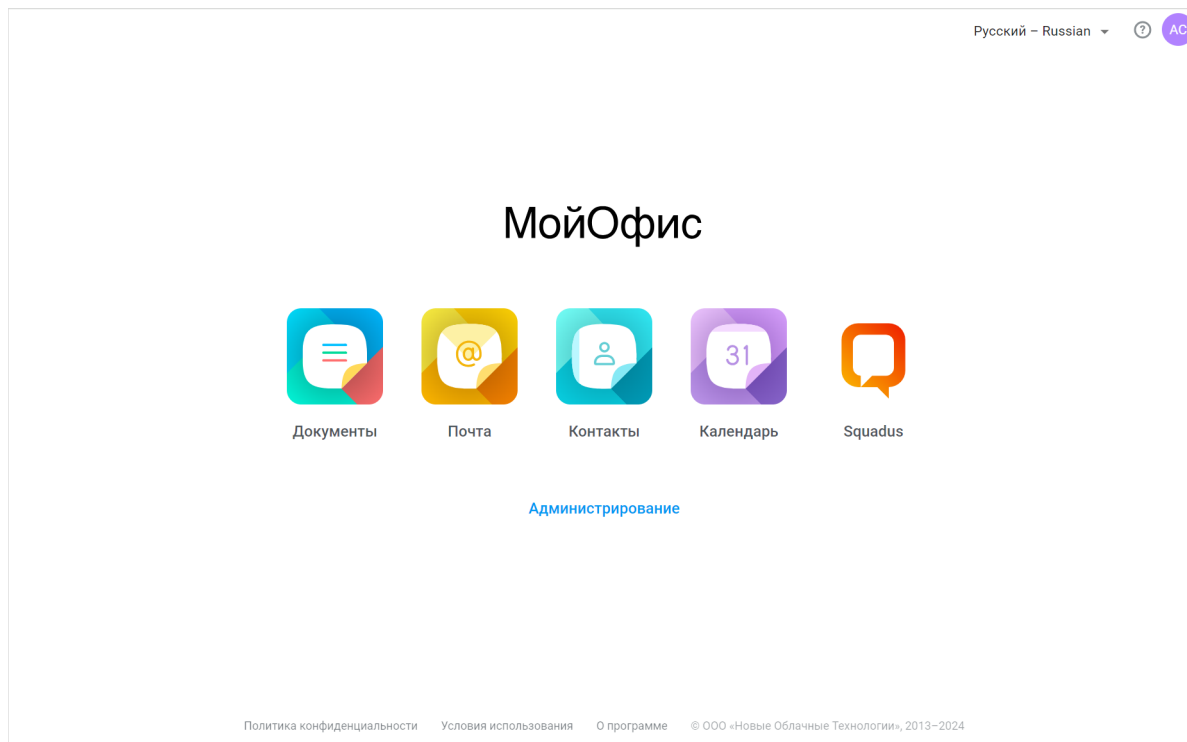 Русский – Russian
?
AC
МойОфис
@
31
Документы
Почта
Контакты
Календарь
Squadus
Администрирование
Политика конфиденциальности
Условия использования
О программе
© ООО «Новые Облачные Технологии», 2013–2024